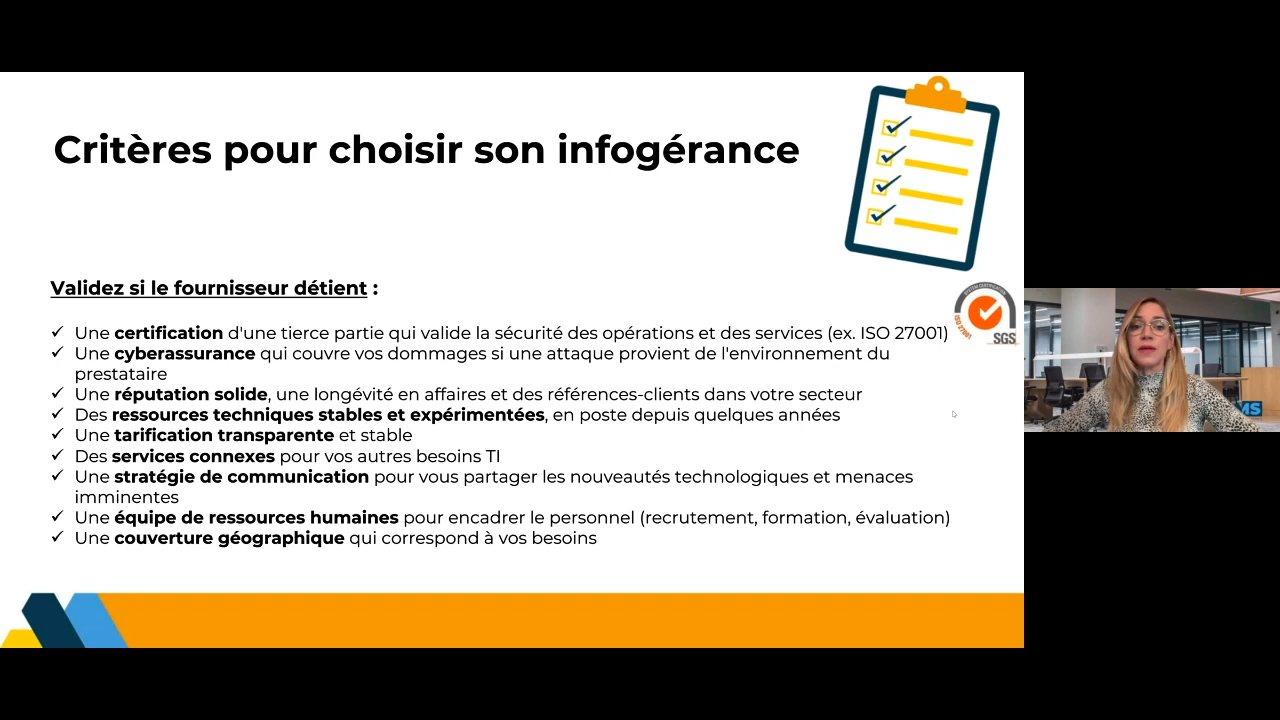 Critères pour choisir son infogérance
Validez si le fournisseur détient :
✓ Une certification d'une tierce partie qui valide la sécurité des opérations et des services (ex. ISO 27001)
✓ Une cyberassurance qui couvre vos dommages si une attaque provient de l'environnement du
prestataire
✓ Une réputation solide, une longévité en affaires et des références-clients dans votre secteur
✓ Des ressources techniques stables et expérimentées, en poste depuis quelques années
✓ Une tarification transparente et stable
✓ Des services connexes pour vos autres besoins TI
✓ Une stratégie de communication pour vous partager les nouveautés technologiques et menaces
imminentes
✓ Une équipe de ressources humaines pour encadrer le personnel (recrutement, formation, évaluation)
✓ Une couverture géographique qui correspond à vos besoins
ISO 27001
SGS
MS